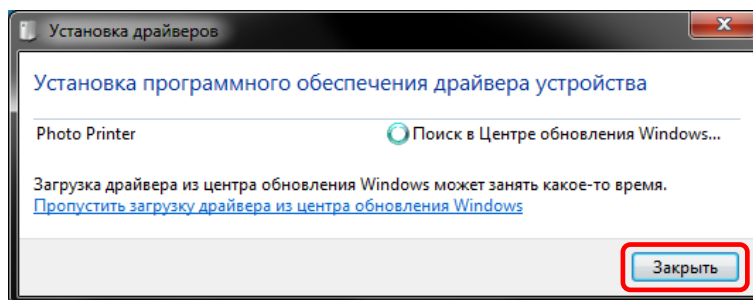 Установка драйверов
Установка программного обеспечения драйвера устройства
Photo Printer Поиск в Центре обновления Windows...
Загрузка драйвера из центра обновления Windows может занять какое-то время.
Пропустить загрузку драйвера из центра обновления Windows
Закрыть